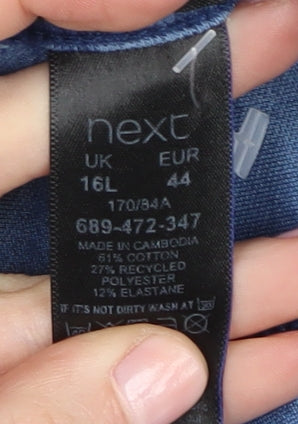 next
UK EUR
16L 44
170/84A
689-472-347
MADE IN CAMBODIA
61% COTTON
27% RECYCLED
POLYESTER
12% ELASTANE
IF IT'S NOT DIRTY WASH AT